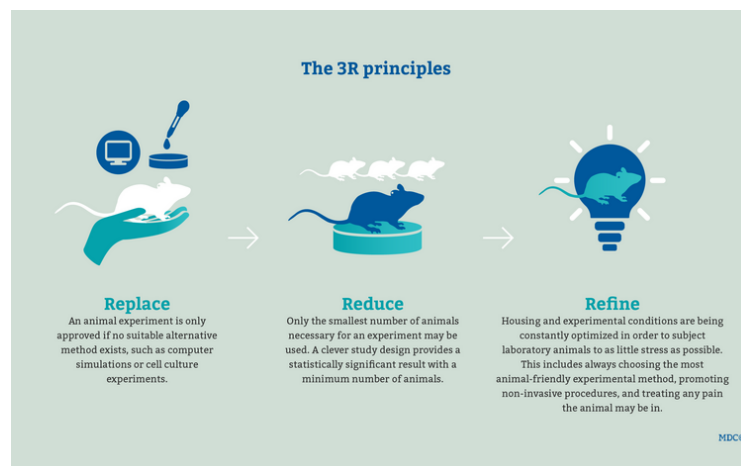 The 3R principles
Replace
An animal experiment is only
approved if no suitable alternative
method exists, such as computer
simulations or cell culture
experiments.
Reduce
Only the smallest number of animals
necessary for an experiment may be
used. A clever study design provides a
statistically significant result with a
minimum number of animals.
Refine
Housing and experimental conditions are being
constantly optimized in order to subject
laboratory animals to as little stress as possible.
This includes always choosing the most
animal-friendly experimental method, promoting
non-invasive procedures, and treating any pain
the animal may be in.